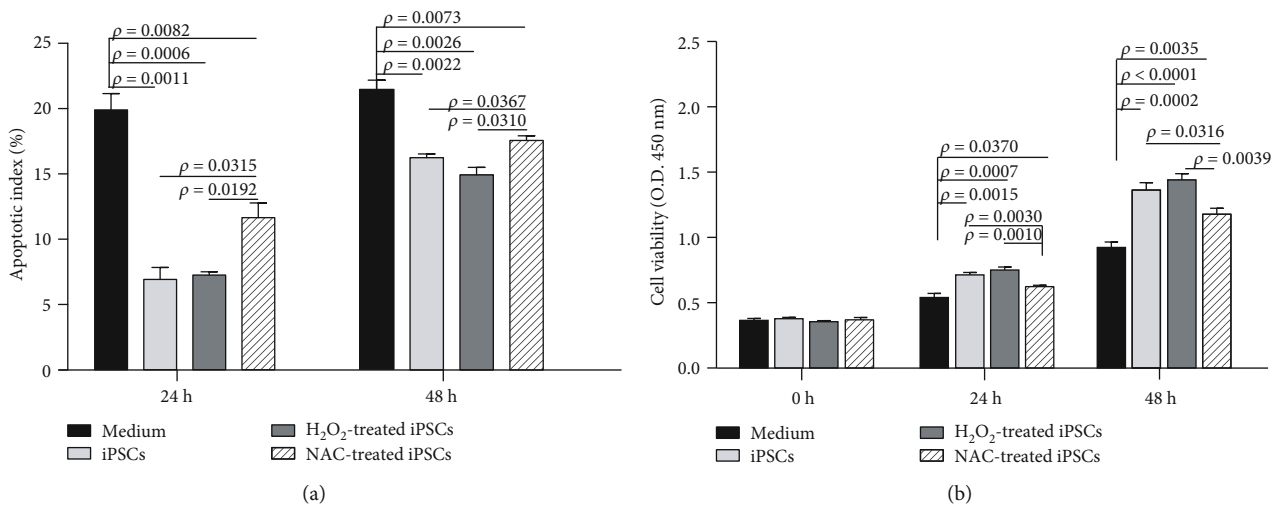 ρ = 0.0082
ρ = 0.0006
ρ = 0.0011
ρ = 0.0315
ρ = 0.0192
ρ = 0.0073
ρ = 0.0026
ρ = 0.0022
ρ = 0.0367
ρ = 0.0310
25
20
15
10
5
0
Apoptotic index (%)
24 h
48 h
Medium
iPSCs
H₂O₂-treated iPSCs
NAC-treated iPSCs
(a)
2.5
2.0
1.5
1.0
0.5
0.0
Cell viability (O.D. 450 nm)
ρ = 0.0370
ρ = 0.0007
ρ = 0.0015
ρ = 0.0030
ρ = 0.0010
ρ = 0.0035
ρ < 0.0001
ρ = 0.0002
ρ = 0.0316
ρ = 0.0039
0 h
24 h
48 h
Medium
iPSCs
H₂O₂-treated iPSCs
NAC-treated iPSCs
(b)